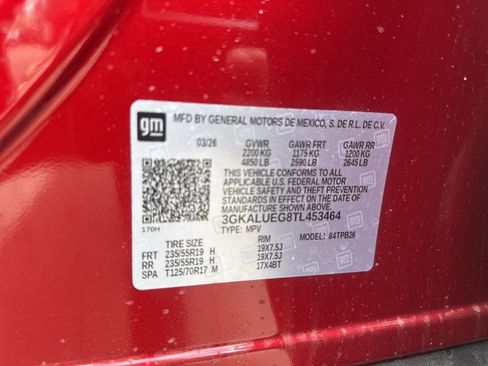 gm
MFD BY GENERAL MOTORS DE MEXICO, S. DE R.L. DE C.V.
03/26 GVWR GAWR FRT GAWR RR
2200 KG 1175 KG 1200 KG
4850 LB 2590 LB 2645 LB
THIS VEHICLE CONFORMS TO ALL
APPLICABLE U.S. FEDERAL MOTOR
VEHICLE SAFETY AND THEFT
PREVENTION STANDARDS IN EFFECT
ON THE DATE OF MANUFACTURE
SHOWN ABOVE.
3GKALUEG8TL453464
170H TYPE: MPV MODEL: 84TPB26
TIRE SIZE RIM
FRT 235/55R19 H 19X7.5J
RR 235/55R19 H 19X7.5J
SPA T125/70R17 M 17X4BT